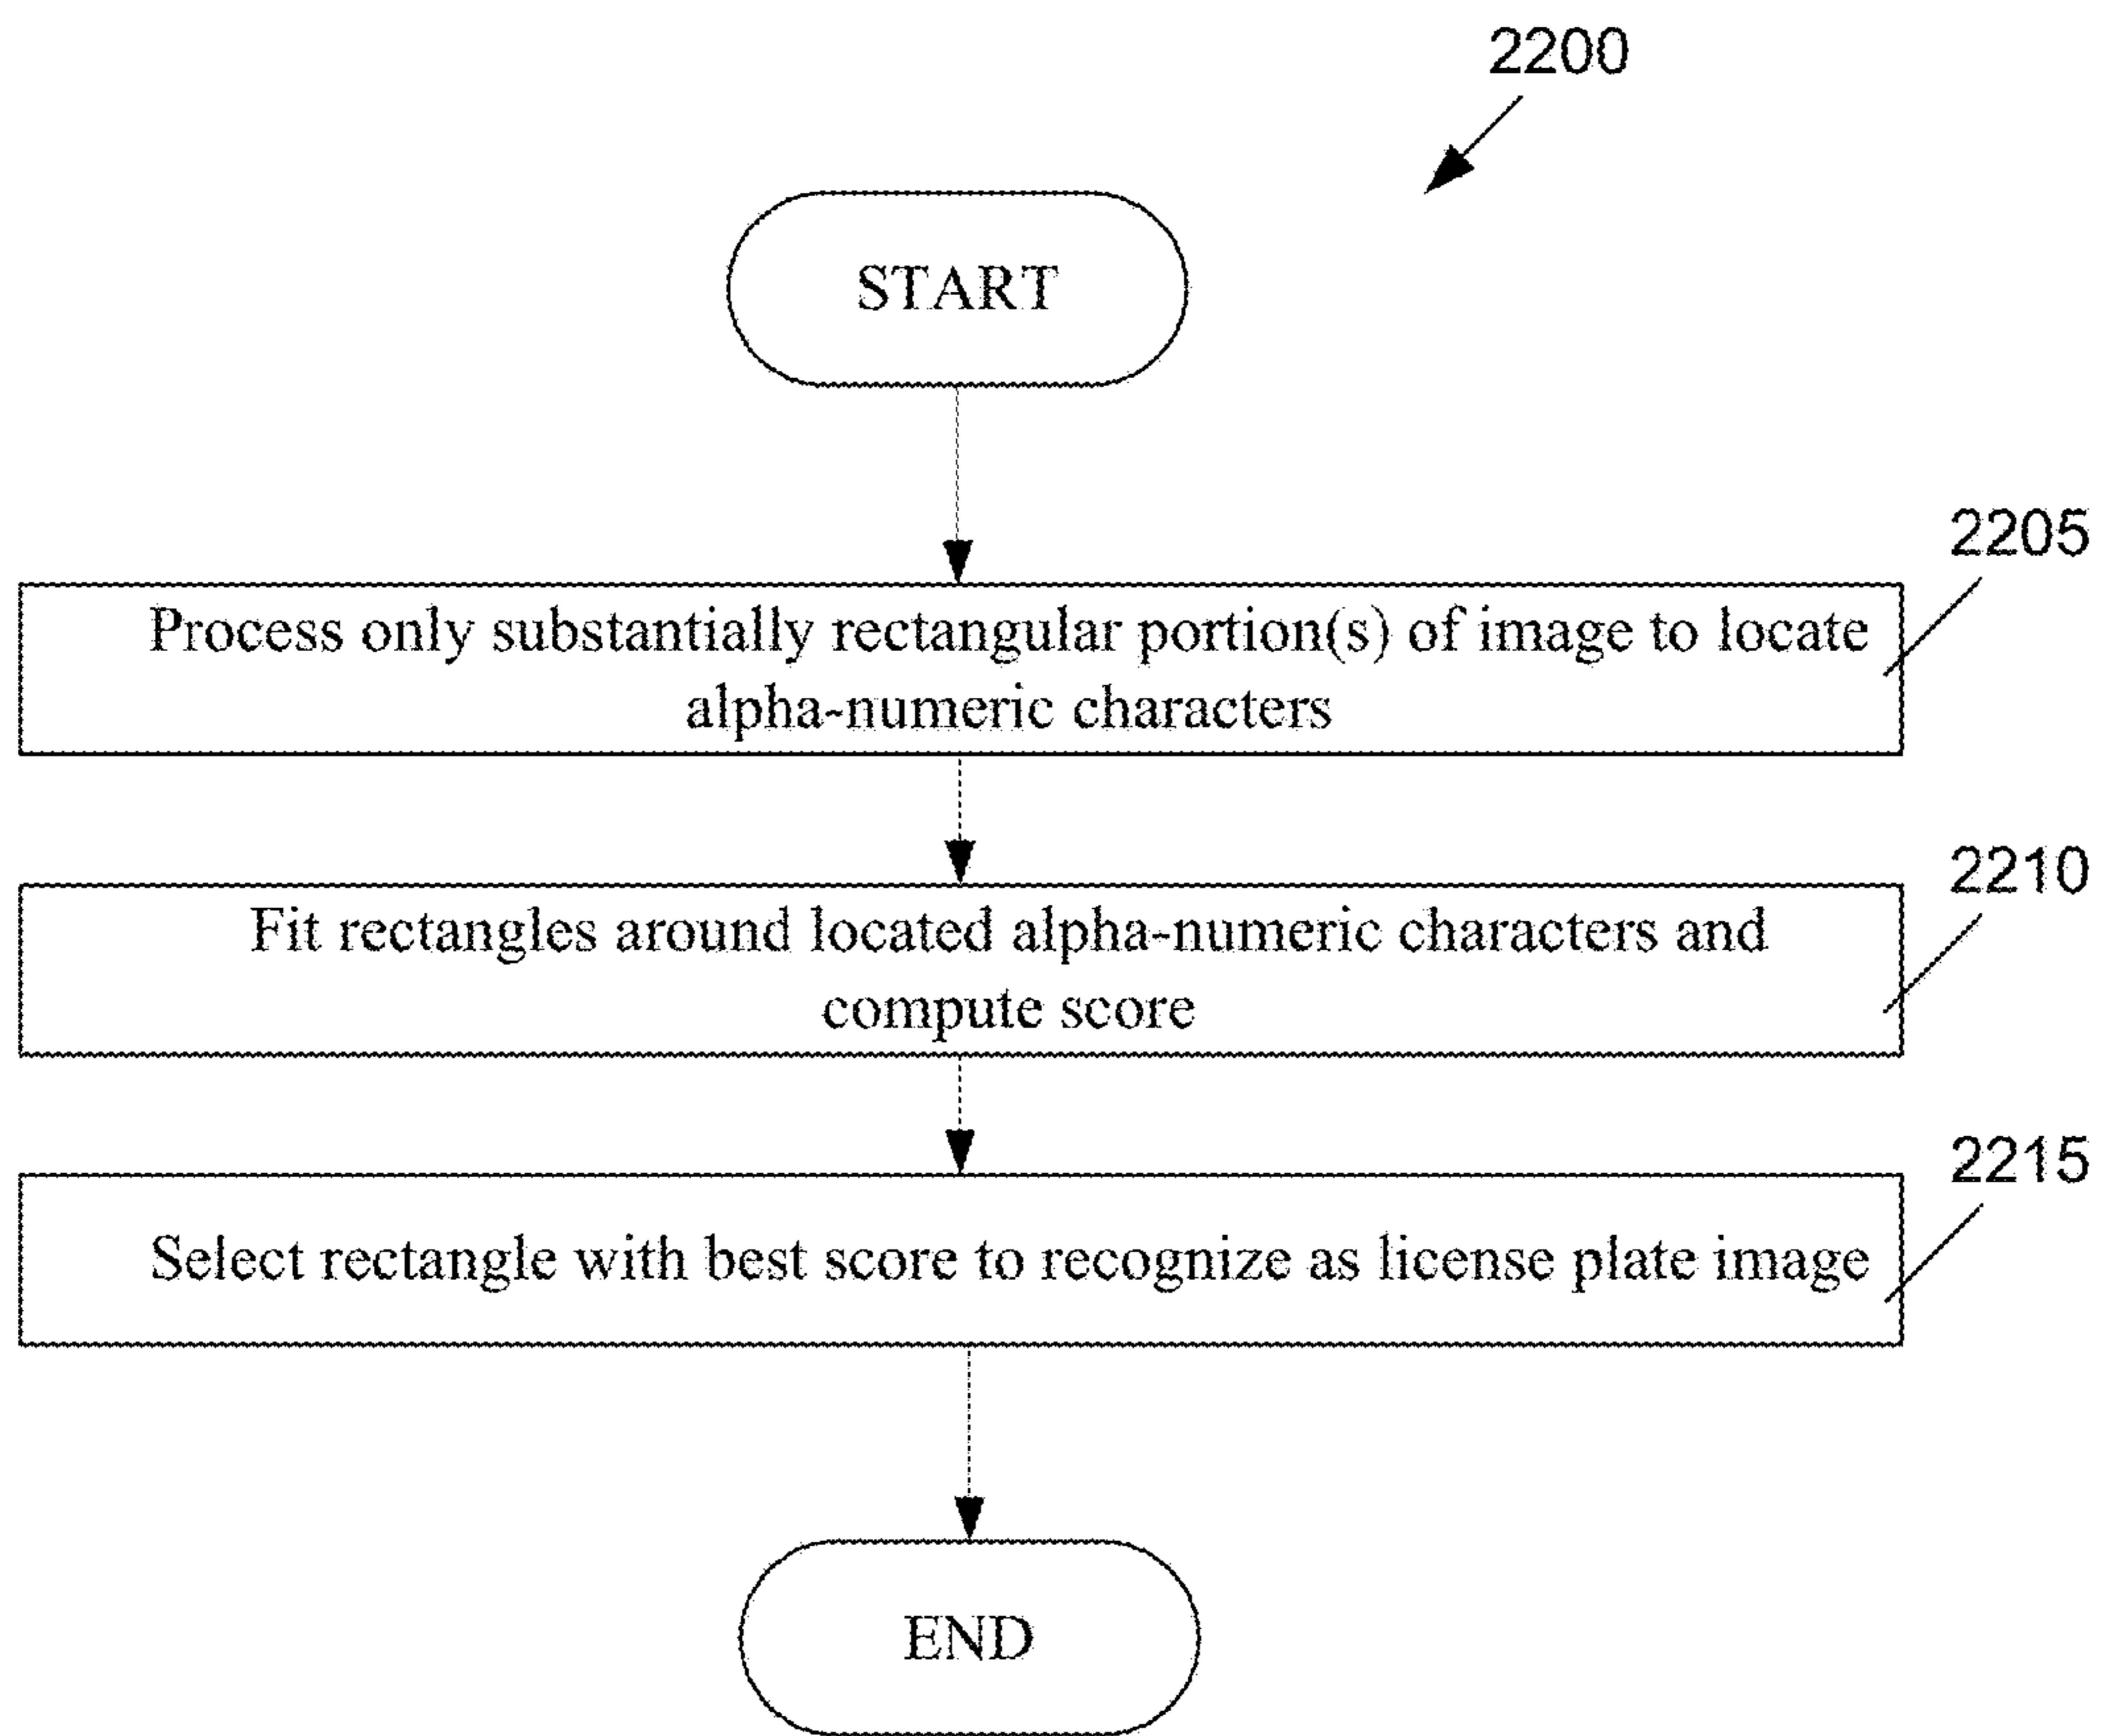 2200
START
2205
Process only substantially rectangular portion(s) of image to locate
alpha-numeric characters
2210
Fit rectangles around located alpha-numeric characters and
compute score
2215
Select rectangle with best score to recognize as license plate image
END